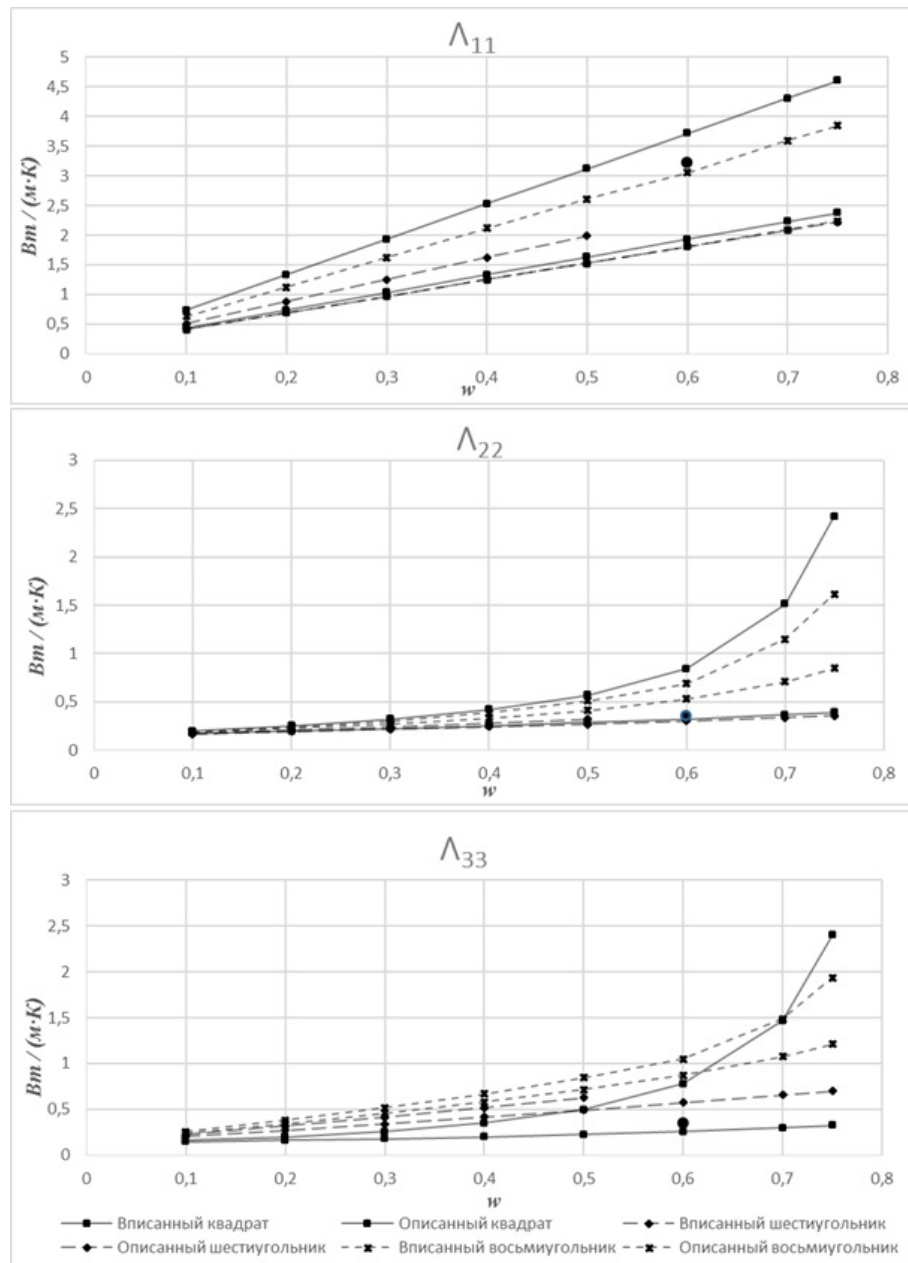 Λ11
5
4,5
4
3,5
3
2,5
2
1,5
1
0,5
0
Вт / (м·К)
0 0,1 0,2 0,3 0,4 0,5 0,6 0,7 0,8
w
Λ22
3
2,5
2
1,5
1
0,5
0
Вт / (м·К)
0 0,1 0,2 0,3 0,4 0,5 0,6 0,7 0,8
w
Λ33
3
2,5
2
1,5
1
0,5
0
Вт / (м·К)
0 0,1 0,2 0,3 0,4 0,5 0,6 0,7 0,8
w
Вписанный квадрат Описанный квадрат Вписанный шестиугольник
Описанный шестиугольник Вписанный восьмиугольник Описанный восьмиугольник